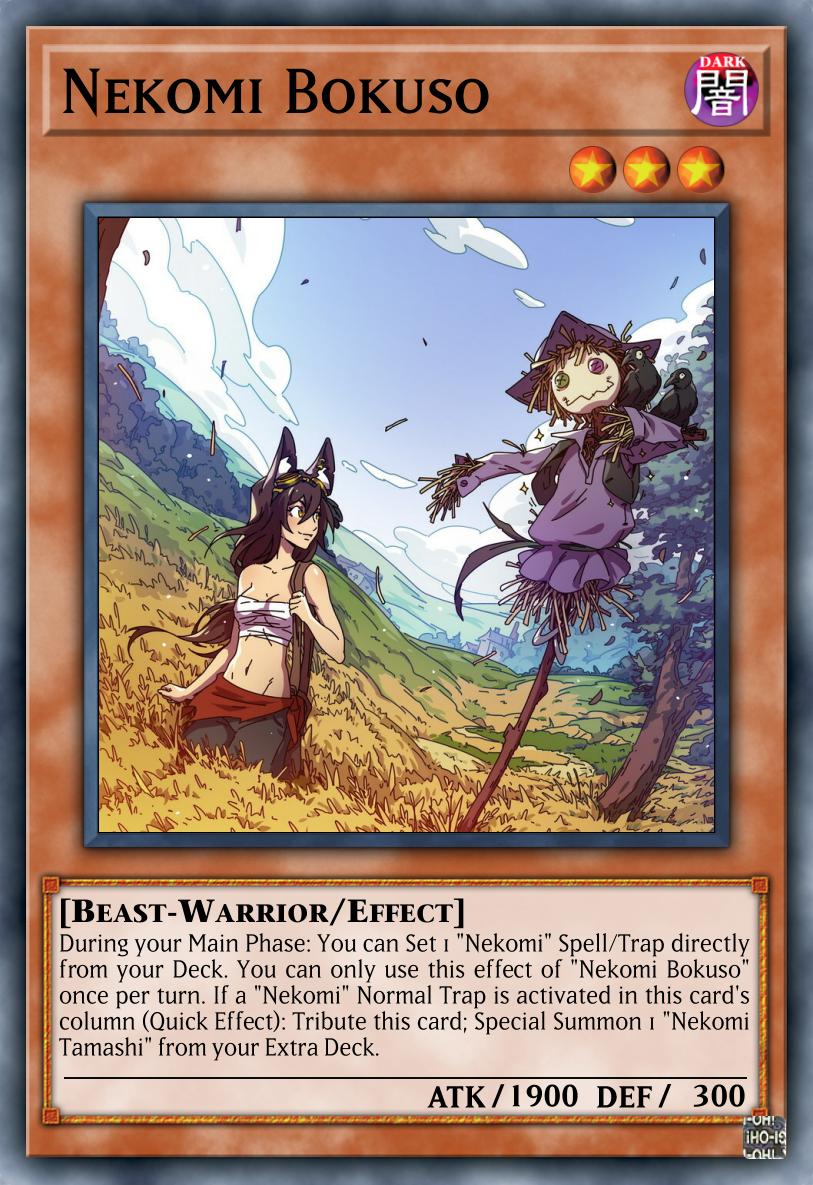 Nekomi Bokuso
DARK
闇
[Beast-Warrior/Effect]
During your Main Phase: You can Set 1 "Nekomi" Spell/Trap directly
from your Deck. You can only use this effect of "Nekomi Bokuso"
once per turn. If a "Nekomi" Normal Trap is activated in this card's
column (Quick Effect): Tribute this card; Special Summon 1 "Nekomi
Tamashi" from your Extra Deck.
ATK/1900 DEF/ 300